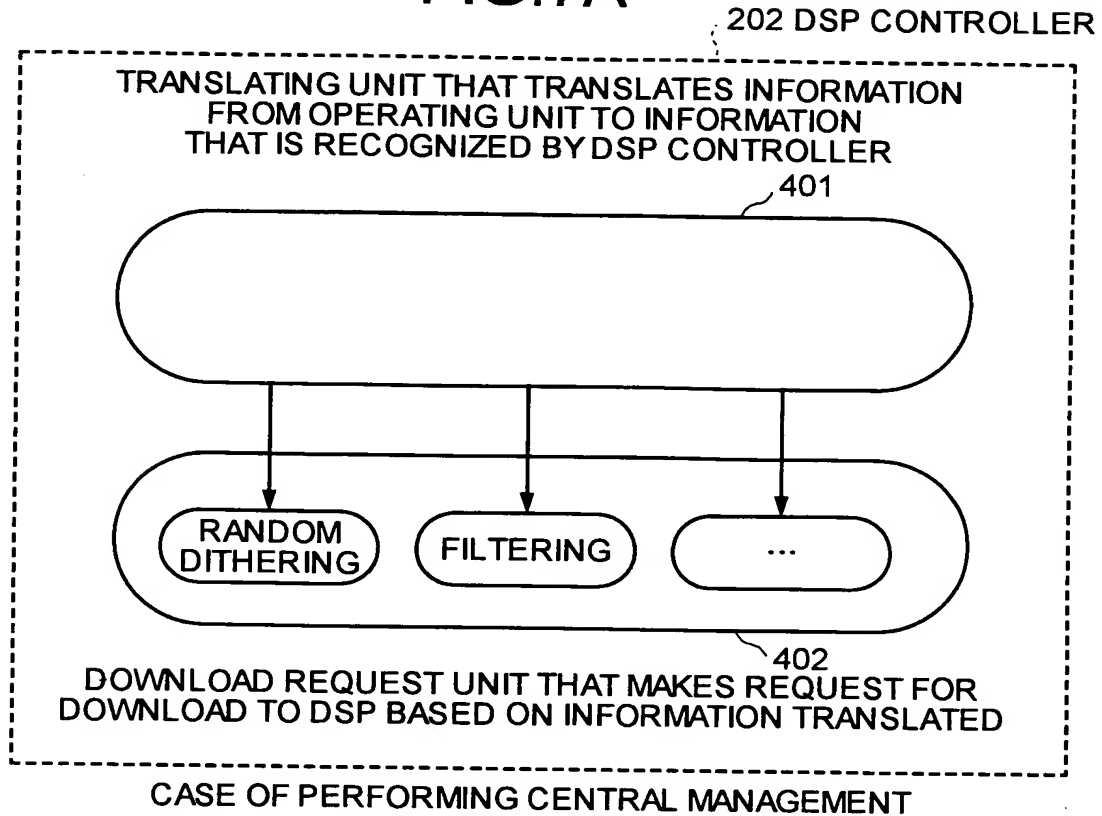 202 DSP CONTROLLER
TRANSLATING UNIT THAT TRANSLATES INFORMATION
FROM OPERATING UNIT TO INFORMATION
THAT IS RECOGNIZED BY DSP CONTROLLER
401
RANDOM
DITHERING
FILTERING
...
402
DOWNLOAD REQUEST UNIT THAT MAKES REQUEST FOR
DOWNLOAD TO DSP BASED ON INFORMATION TRANSLATED
CASE OF PERFORMING CENTRAL MANAGEMENT